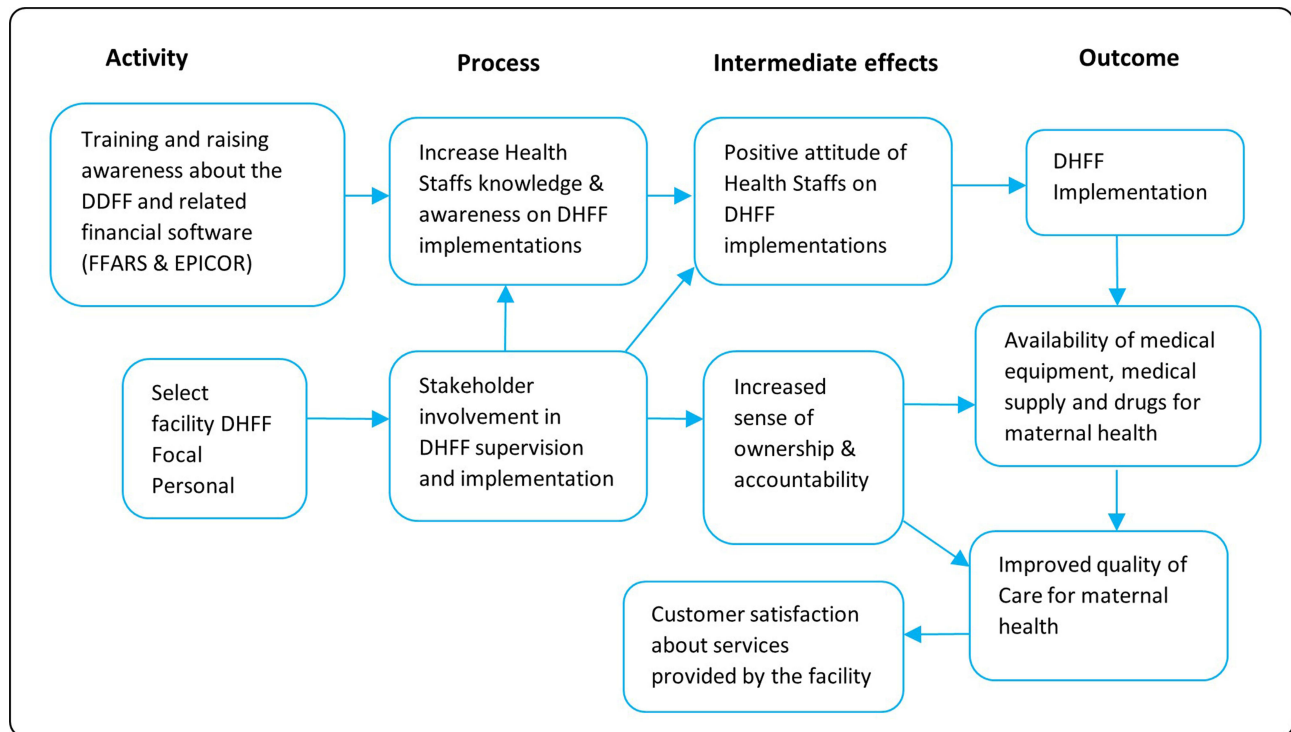 Activity
Process
Intermediate effects
Outcome
Training and raising
awareness about the
DDFF and related
financial software
(FFARS & EPICOR)
Increase Health
Staffs knowledge &
awareness on DHFF
implementations
Positive attitude of
Health Staffs on
DHFF
implementations
DHFF
Implementation
Select
facility DHFF
Focal
Personal
Stakeholder
involvement in
DHFF supervision
and implementation
Increased
sense of
ownership &
accountability
Availability of medical
equipment, medical
supply and drugs for
maternal health
Improved quality of
Care for maternal
health
Customer satisfaction
about services
provided by the facility